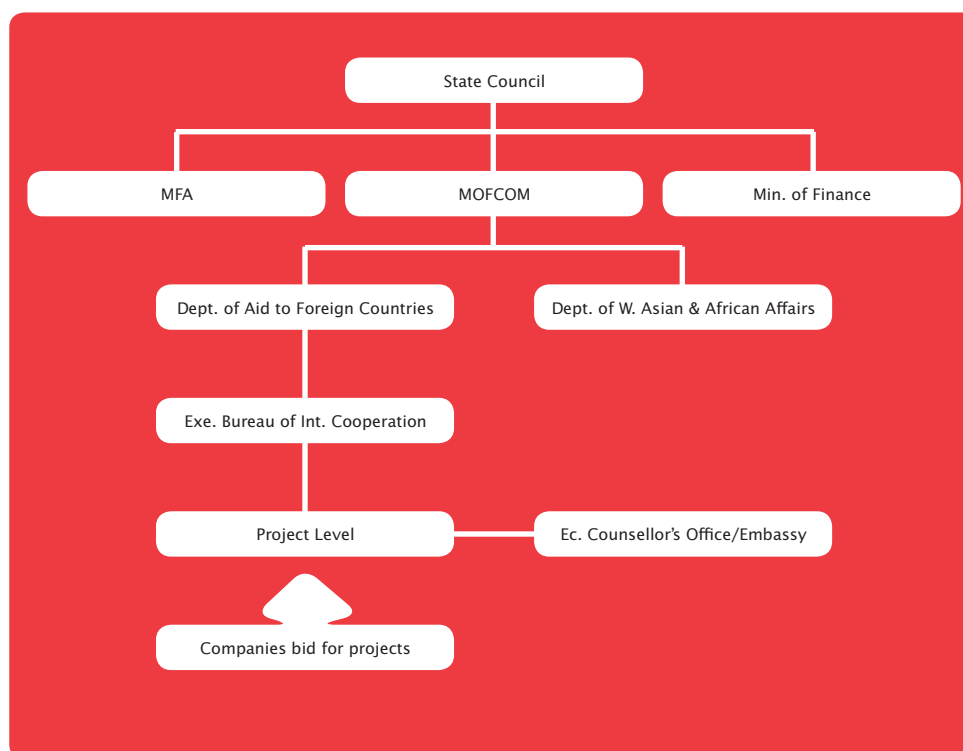 State Council
MFA
MOFCOM
Min. of Finance
Dept. of Aid to Foreign Countries
Dept. of W. Asian & African Affairs
Exe. Bureau of Int. Cooperation
Project Level
Ec. Counsellor’s Office/Embassy
Companies bid for projects